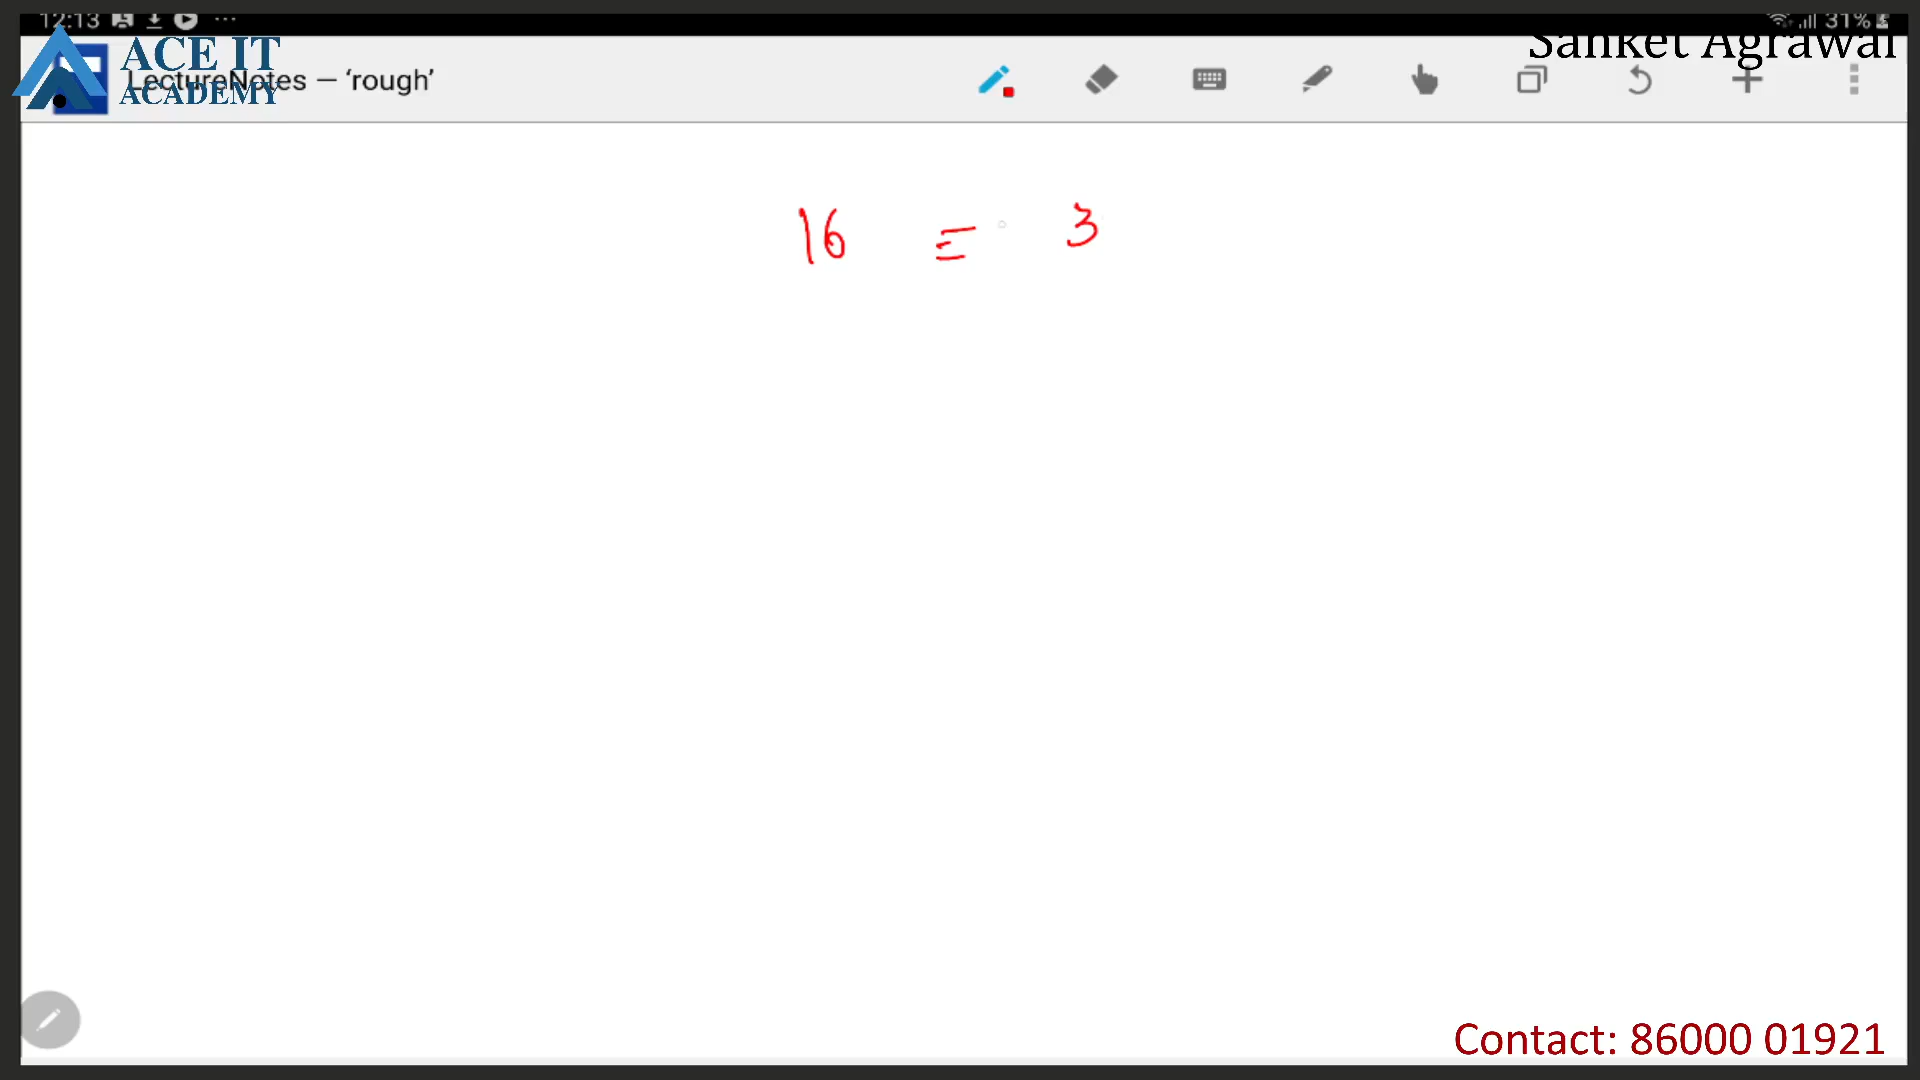 12:13 ... 31%
ACE IT
ACADEMY
LectureNotes — ‘rough’
Sanket Agrawal
16 = 3
Contact: 86000 01921